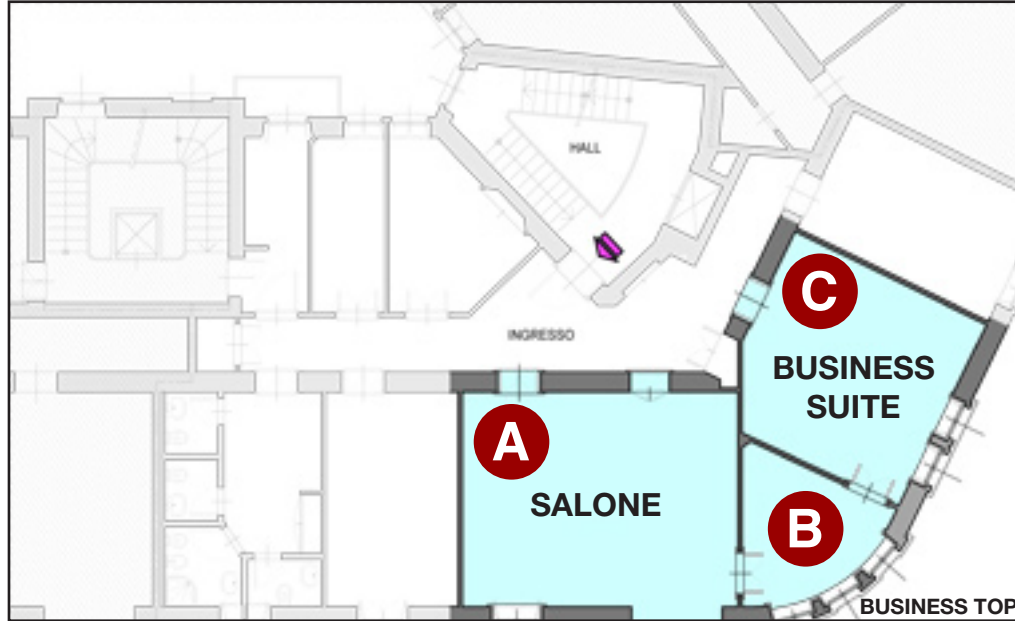 HALL
C
INGRESSO
BUSINESS
SUITE
A
SALONE
B
BUSINESS TOP